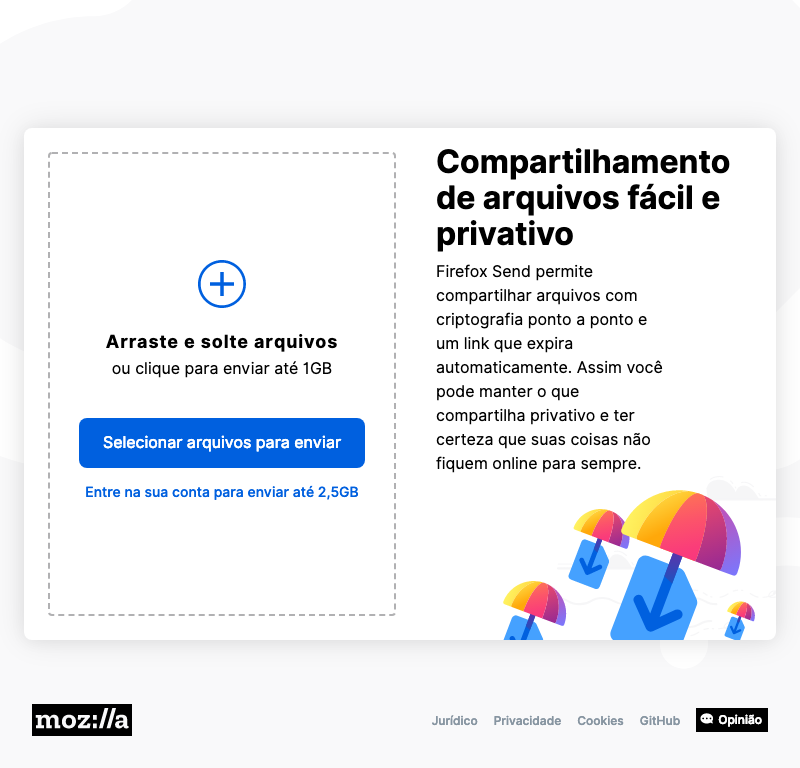 Arraste e solte arquivos
ou clique para enviar até 1GB
Selecionar arquivos para enviar
Entre na sua conta para enviar até 2,5GB
Compartilhamento
de arquivos fácil e
privativo
Firefox Send permite
compartilhar arquivos com
criptografia ponto a ponto e
um link que expira
automaticamente. Assim você
pode manter o que
compartilha privativo e ter
certeza que suas coisas não
fiquem online para sempre.
moz://a
Jurídico Privacidade Cookies GitHub Opinião